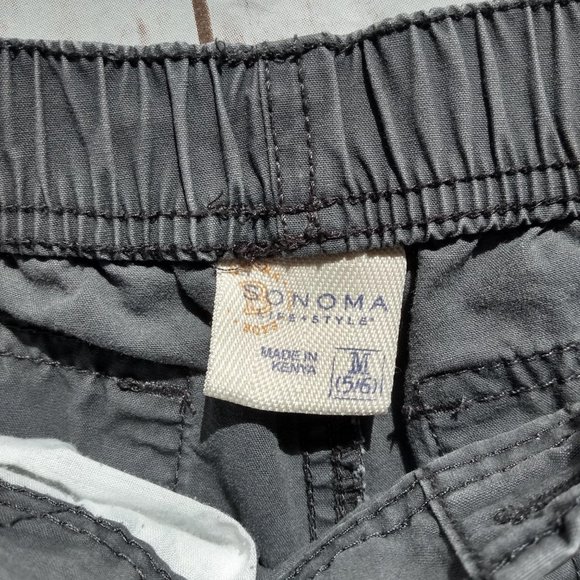 SONOMA
LIFE+STYLE®
MADE IN
KENYA
M
(5/6)